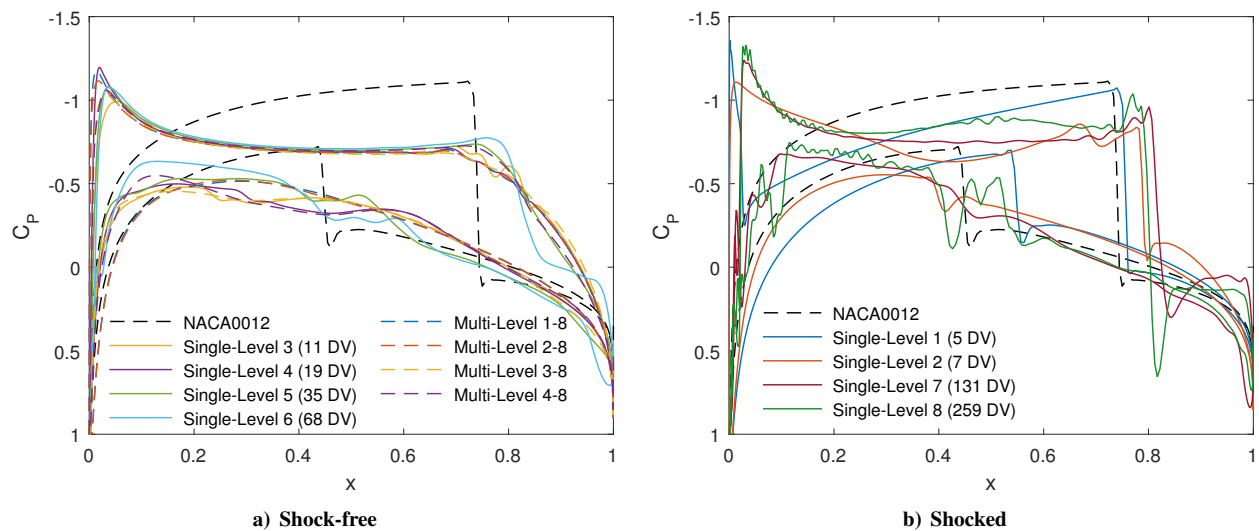 -1.5
-1
-0.5
0
0.5
1
C_P
0
0.2
0.4
0.6
0.8
1
x
NACA0012
Single-Level 3 (11 DV)
Single-Level 4 (19 DV)
Single-Level 5 (35 DV)
Single-Level 6 (68 DV)
Multi-Level 1-8
Multi-Level 2-8
Multi-Level 3-8
Multi-Level 4-8
a) Shock-free
-1.5
-1
-0.5
0
0.5
1
C_P
0
0.2
0.4
0.6
0.8
1
x
NACA0012
Single-Level 1 (5 DV)
Single-Level 2 (7 DV)
Single-Level 7 (131 DV)
Single-Level 8 (259 DV)
b) Shocked